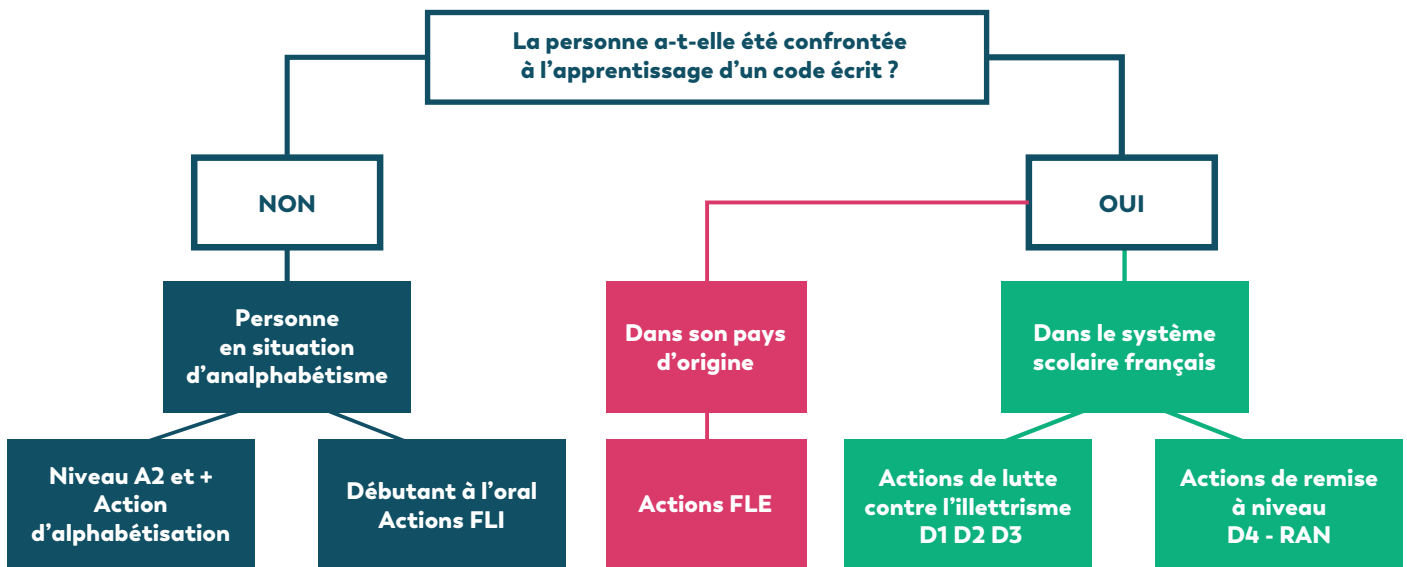 La personne a-t-elle été confrontée
à l'apprentissage d'un code écrit ?
NON
OUI
Personne
en situation
d'analphabétisme
Dans son pays
d'origine
Dans le système
scolaire français
Niveau A2 et +
Action
d'alphabétisation
Débutant à l'oral
Actions FLI
Actions FLE
Actions de lutte
contre l'illettrisme
D1 D2 D3
Actions de remise
à niveau
D4 - RAN